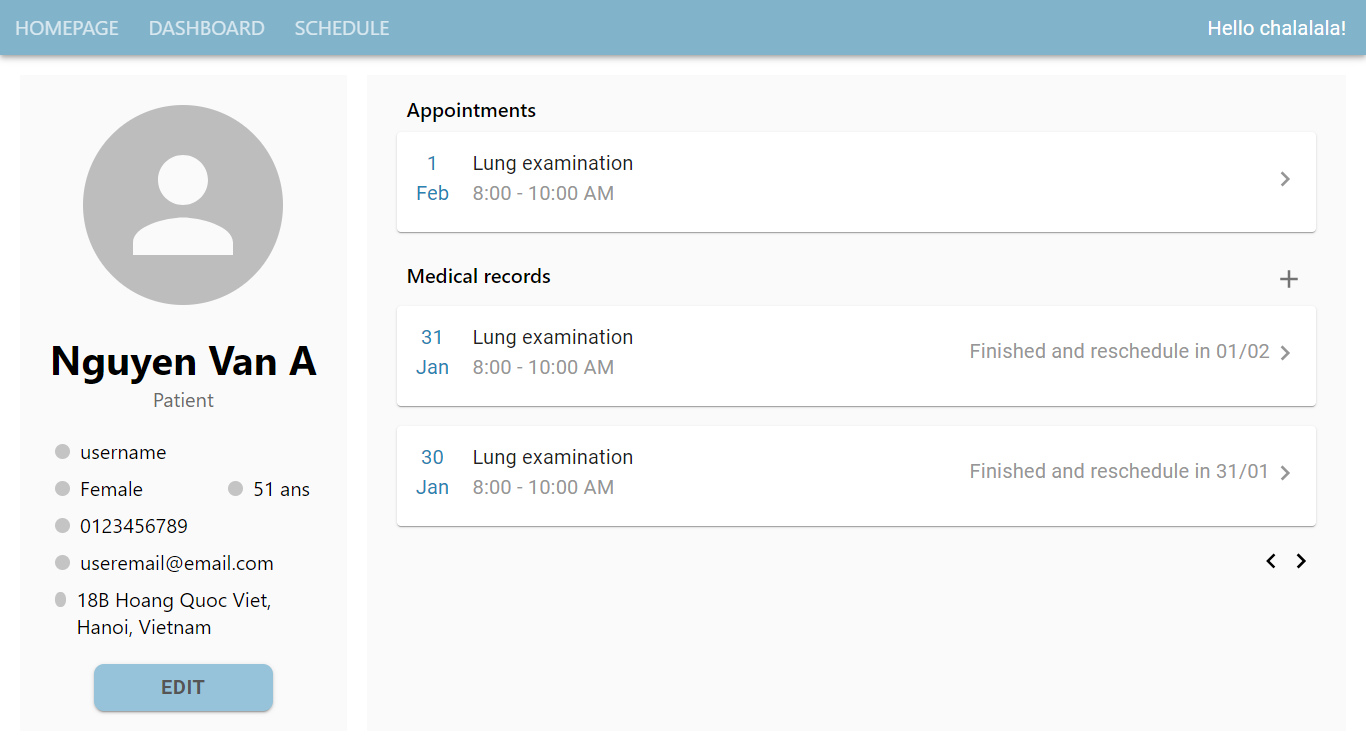 HOMEPAGE DASHBOARD SCHEDULE Hello chalalala!
Nguyen Van A
Patient
username
Female 51 ans
0123456789
useremail@email.com
18B Hoang Quoc Viet,
Hanoi, Vietnam
EDIT
Appointments
1 Lung examination
Feb 8:00 - 10:00 AM
Medical records
31 Lung examination
Jan 8:00 - 10:00 AM
Finished and reschedule in 01/02
30 Lung examination
Jan 8:00 - 10:00 AM
Finished and reschedule in 31/01